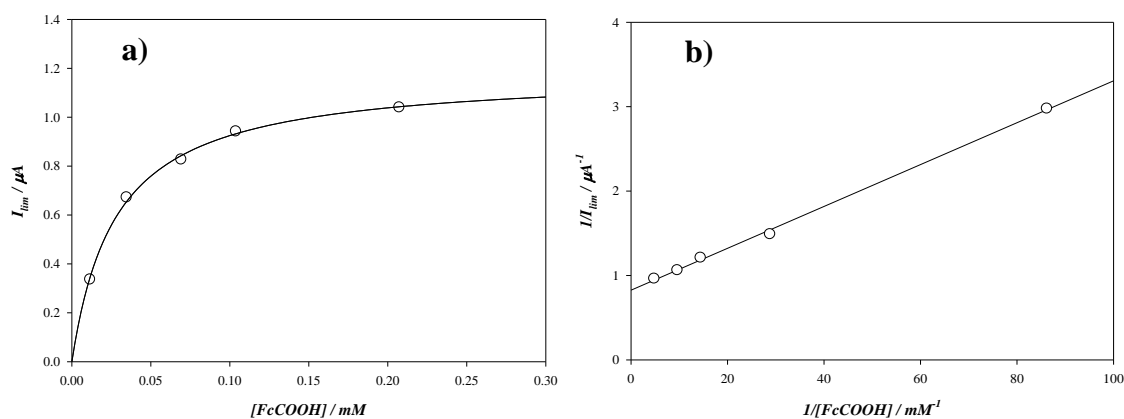 a)
1.4
1.2
1.0
0.8
0.6
0.4
0.2
0.0
I_lim / µA
0.00 0.05 0.10 0.15 0.20 0.25 0.30
[FcCOOH] / mM
b)
4
3
2
1
0
1/I_lim / µA⁻¹
0 20 40 60 80 100
1/[FcCOOH] / mM⁻¹